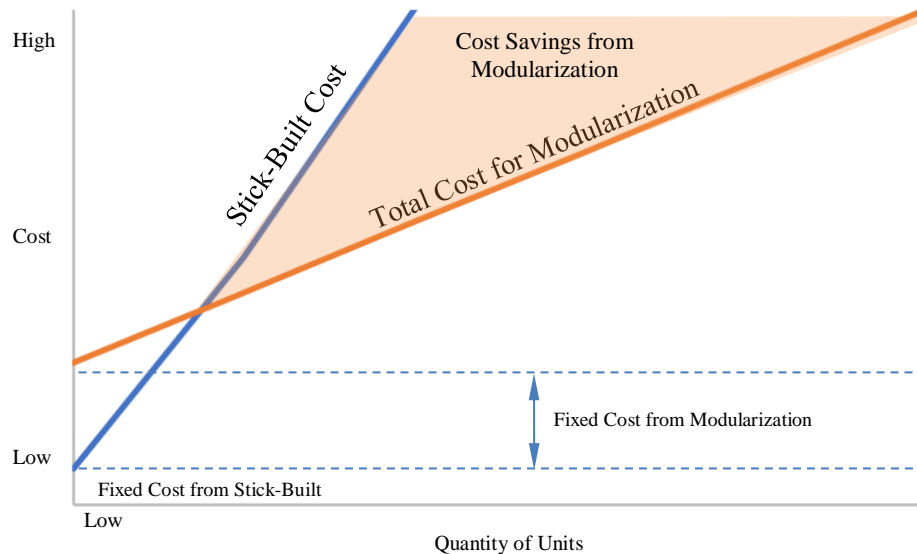 High
Cost Savings from
Modularization
Stick-Built Cost
Total Cost for Modularization
Cost
Fixed Cost from Modularization
Low
Fixed Cost from Stick-Built
Low
Quantity of Units